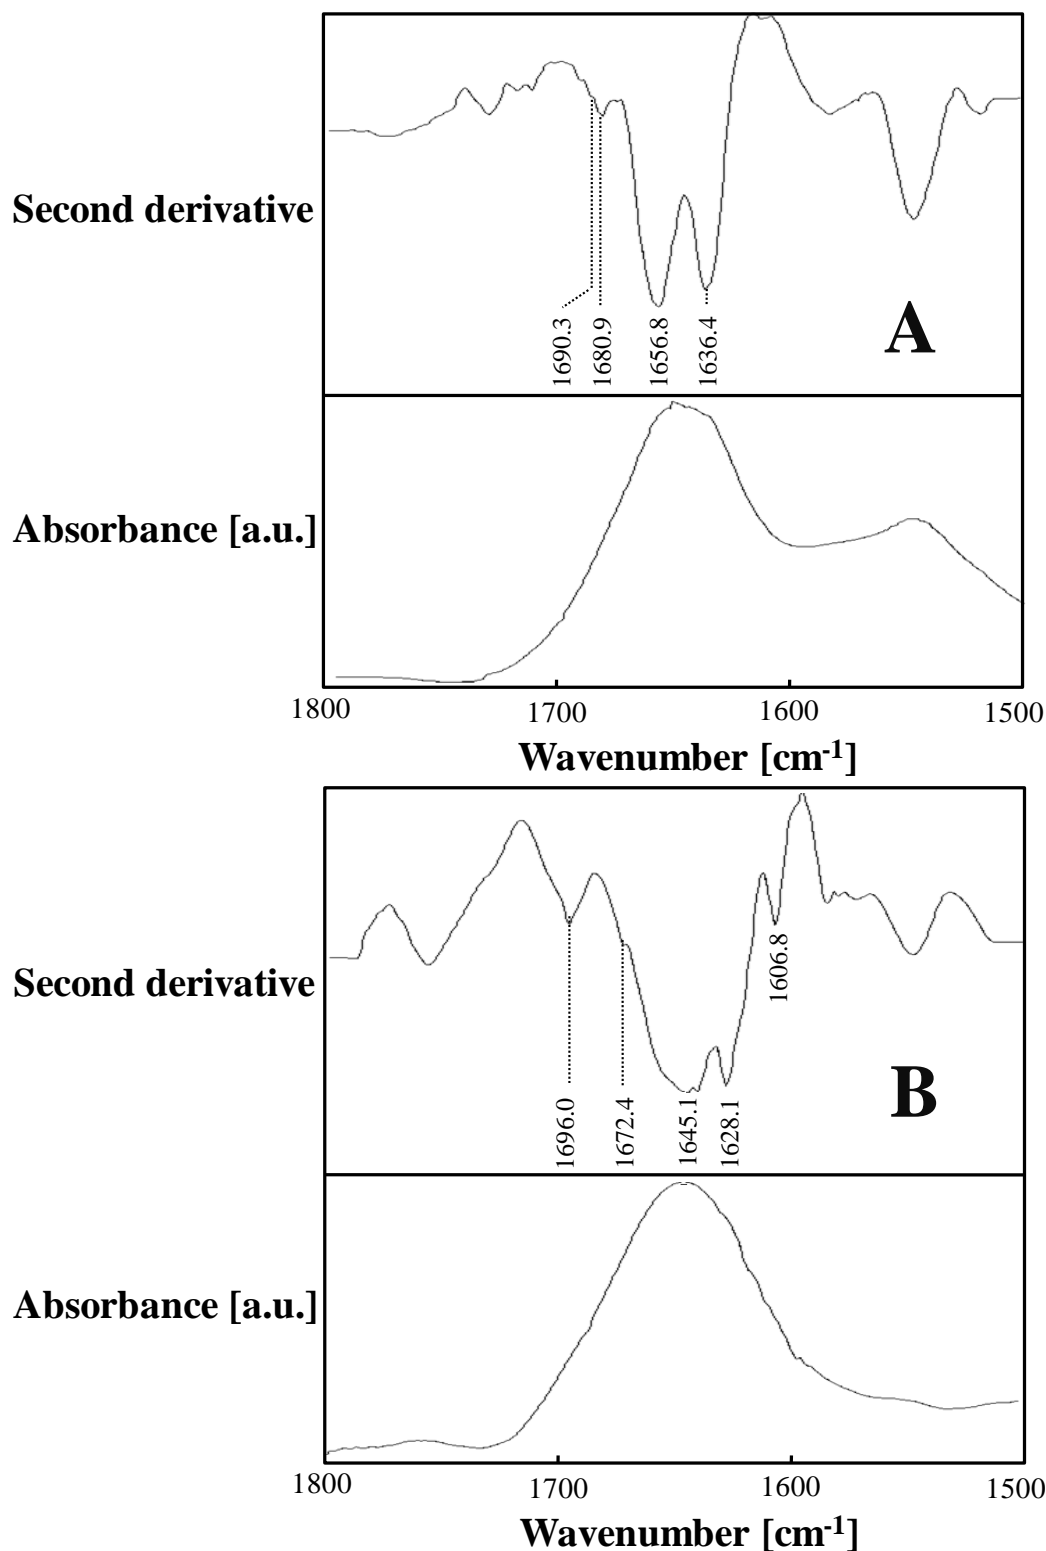 Second derivative
1690.3
1680.9
1656.8
1636.4
A
Absorbance [a.u.]
1800
1700
1600
1500
Wavenumber [cm-1]
Second derivative
1696.0
1672.4
1645.1
1628.1
1606.8
B
Absorbance [a.u.]
1800
1700
1600
1500
Wavenumber [cm-1]